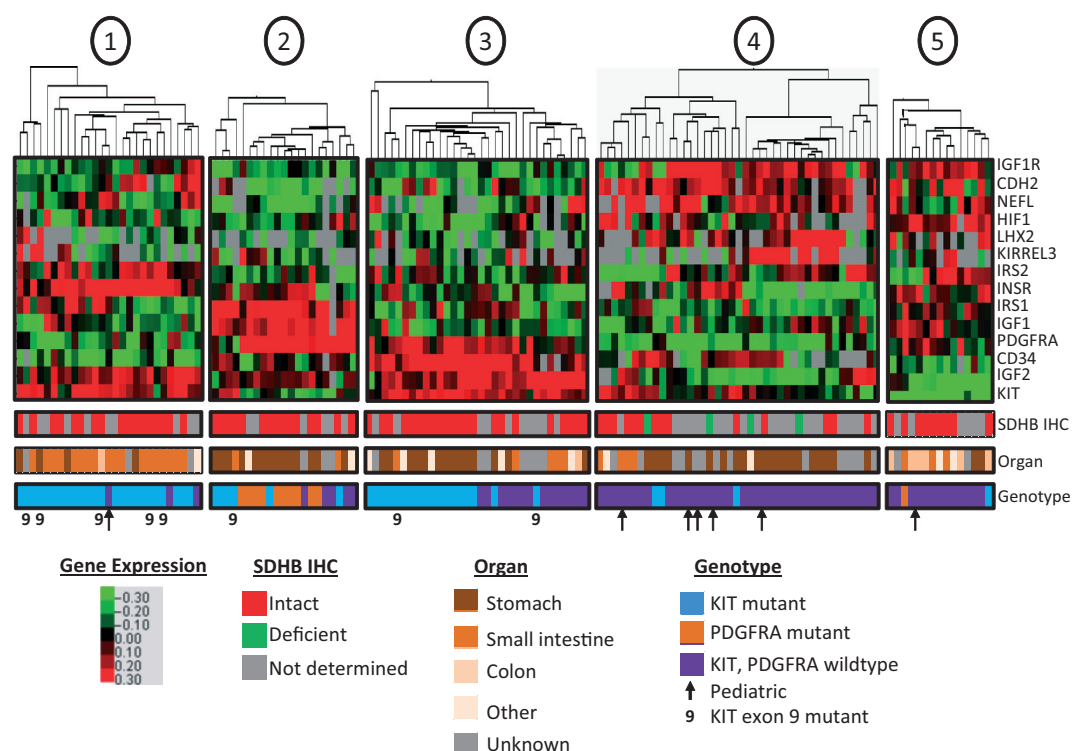 1 2 3 4 5
IGF1R
CDH2
NEFL
HIF1
LHX2
KIRREL3
IRS2
INSR
IRS1
IGF1
PDGFRA
CD34
IGF2
KIT
SDHB IHC
Organ
Genotype
9 9 9 9 9 9 9 9
Gene Expression
-0.30
-0.20
-0.10
0.00
0.10
0.20
0.30
SDHB IHC
Intact
Deficient
Not determined
Organ
Stomach
Small intestine
Colon
Other
Unknown
Genotype
KIT mutant
PDGFRA mutant
KIT, PDGFRA wildtype
Pediatric
9 KIT exon 9 mutant